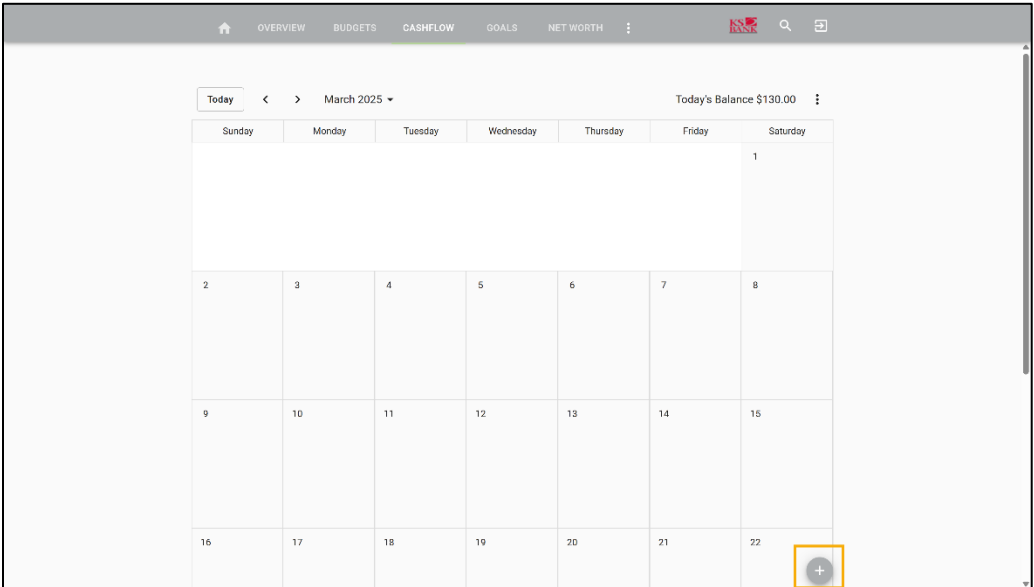 OVERVIEW BUDGETS CASHFLOW GOALS NET WORTH KS BANK
Today March 2025 Today's Balance $130.00
Sunday Monday Tuesday Wednesday Thursday Friday Saturday
1
2 3 4 5 6 7 8
9 10 11 12 13 14 15
16 17 18 19 20 21 22